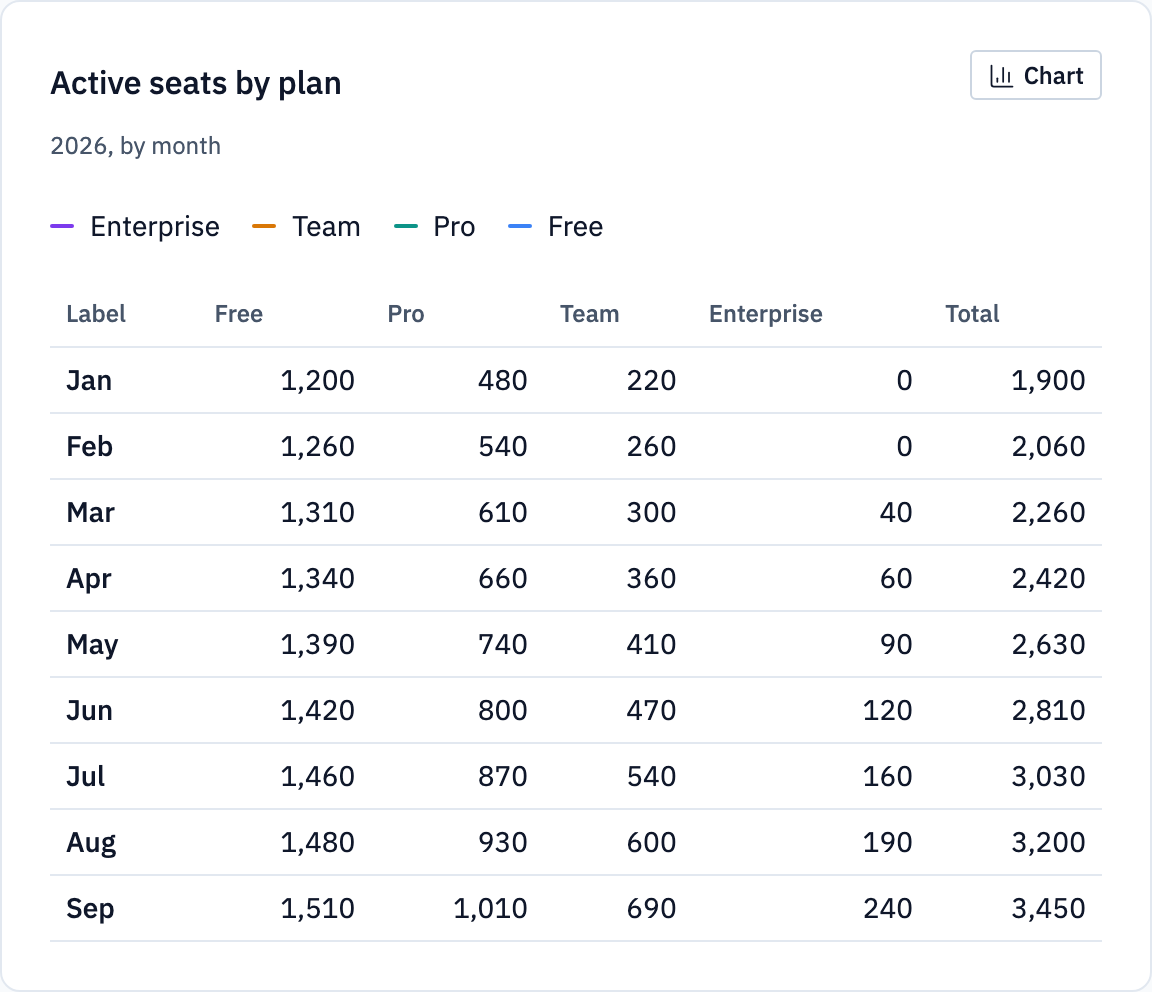 Active seats by plan
Chart
2026, by month
Enterprise Team Pro Free
Label Free Pro Team Enterprise Total
Jan 1,200 480 220 0 1,900
Feb 1,260 540 260 0 2,060
Mar 1,310 610 300 40 2,260
Apr 1,340 660 360 60 2,420
May 1,390 740 410 90 2,630
Jun 1,420 800 470 120 2,810
Jul 1,460 870 540 160 3,030
Aug 1,480 930 600 190 3,200
Sep 1,510 1,010 690 240 3,450